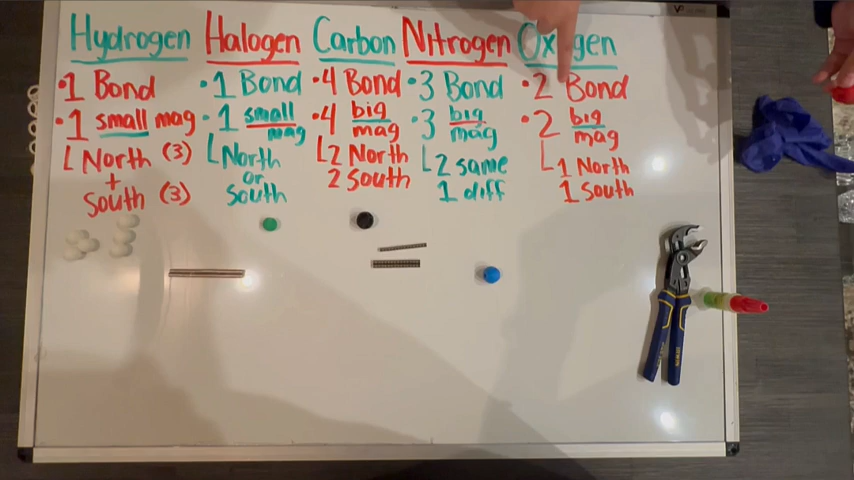 Hydrogen
•1 Bond
•1 small mag
North (3)
+
South (3)
Halogen
•1 Bond
•1 small
mag
North
or
South
Carbon
•4 Bond
•4 big
mag
2 North
2 South
Nitrogen
•3 Bond
•3 big
mag
2 same
1 diff
Oxygen
•2 Bond
•2 big
mag
1 North
1 South